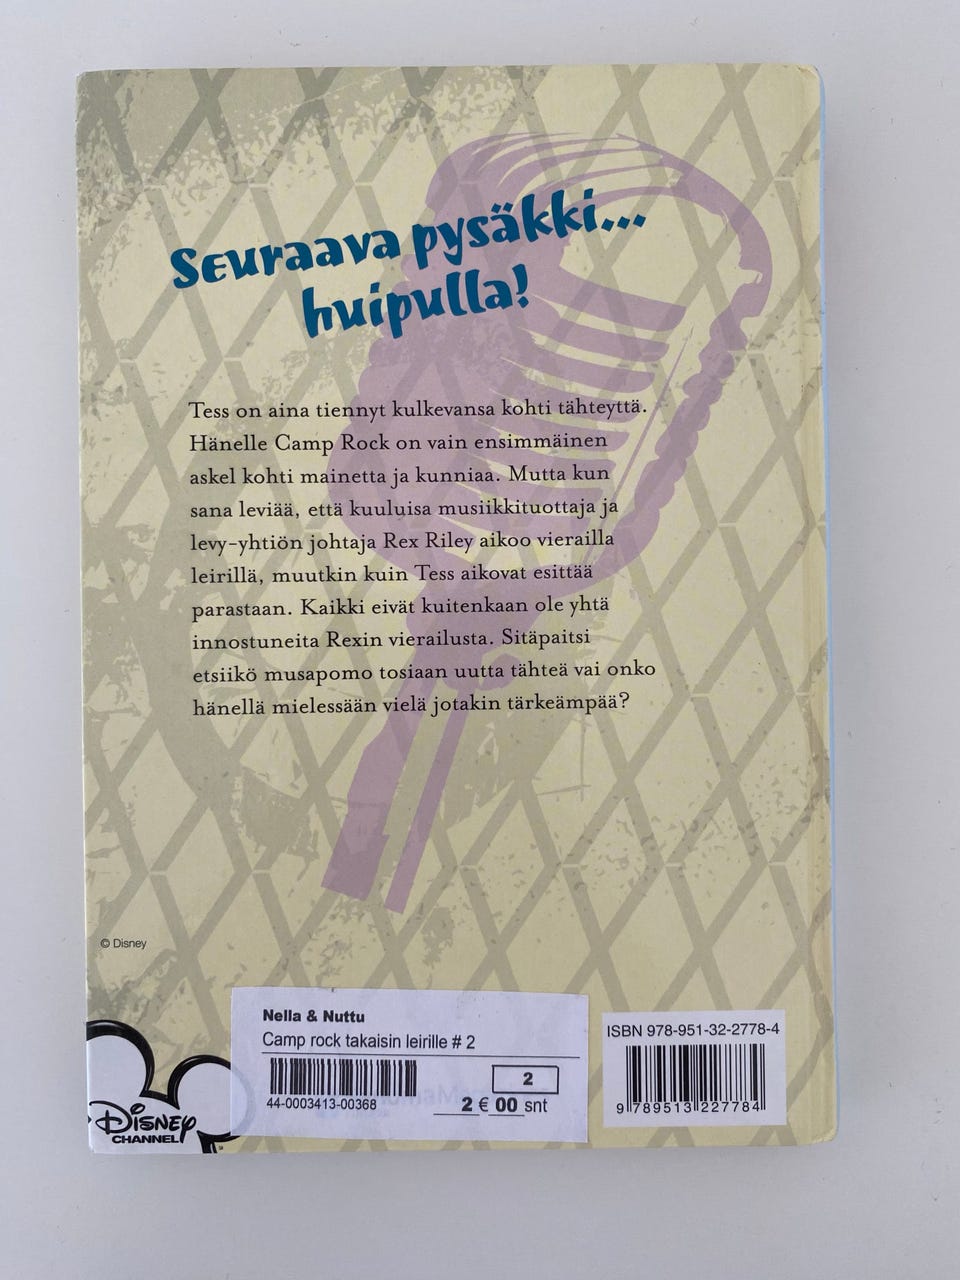 Seuraava pysäkki...
huipulla!
Tess on aina tiennyt kulkevansa kohti tähteyttä.
Hänelle Camp Rock on vain ensimmäinen
askel kohti mainetta ja kunniaa. Mutta kun
sana leviää, että kuuluisa musiikkituottaja ja
levy-yhtiön johtaja Rex Riley aikoo vierailla
leirillä, muutkin kuin Tess aikovat esittää
parastaan. Kaikki eivät kuitenkaan ole yhtä
innostuneita Rexin vierailusta. Sitäpaitsi
etsiikö musapomo tosiaan uutta tähteä vai onko
hänellä mielessään vielä jotakin tärkeämpää?
© Disney
Disney
CHANNEL
Nella & Nuttu
Camp rock takaisin leirille # 2
2
44-0003413-00368
2 € 00 snt
ISBN 978-951-32-2778-4
9 789513 227784